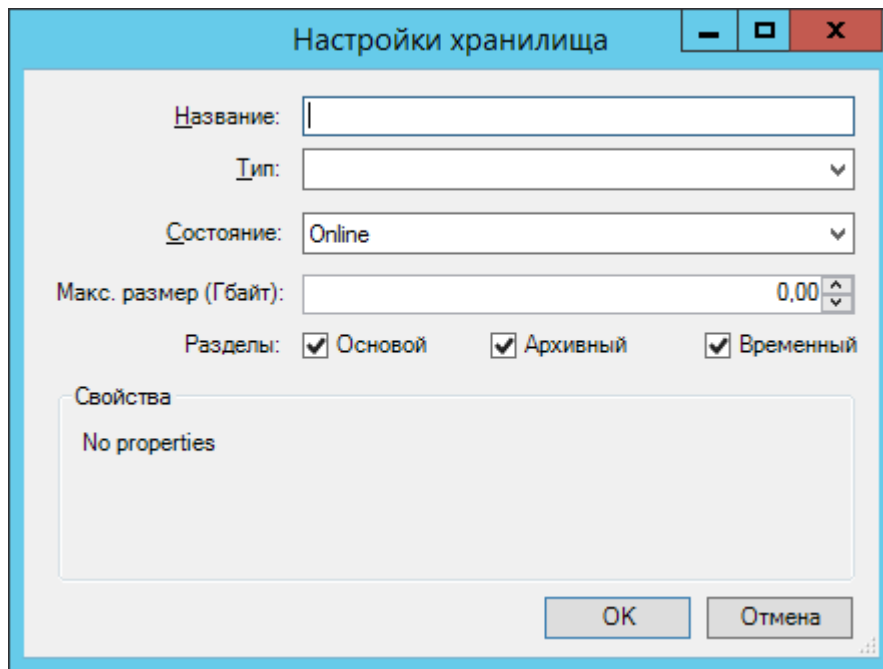 Настройки хранилища
Название:
Тип:
Состояние: Online
Макс. размер (Гбайт): 0,00
Разделы: Основой Архивный Временный
Свойства
No properties
OK Отмена